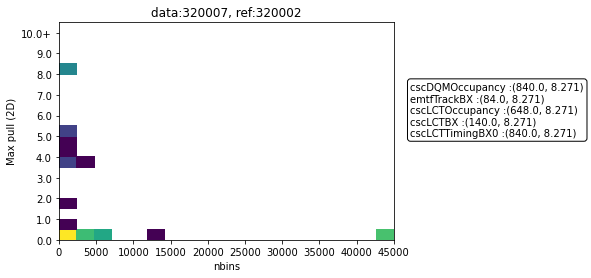 data:320007, ref:320002
10.0+
9.0
8.0
7.0
6.0
5.0
4.0
3.0
2.0
1.0
0.0
Max pull (2D)
0 5000 10000 15000 20000 25000 30000 35000 40000 45000
nbins
cscDQMOccupancy :(840.0, 8.271)
emtfTrackBX :(84.0, 8.271)
cscLCTOccupancy :(648.0, 8.271)
cscLCTBX :(140.0, 8.271)
cscLCTTimingBX0 :(840.0, 8.271)